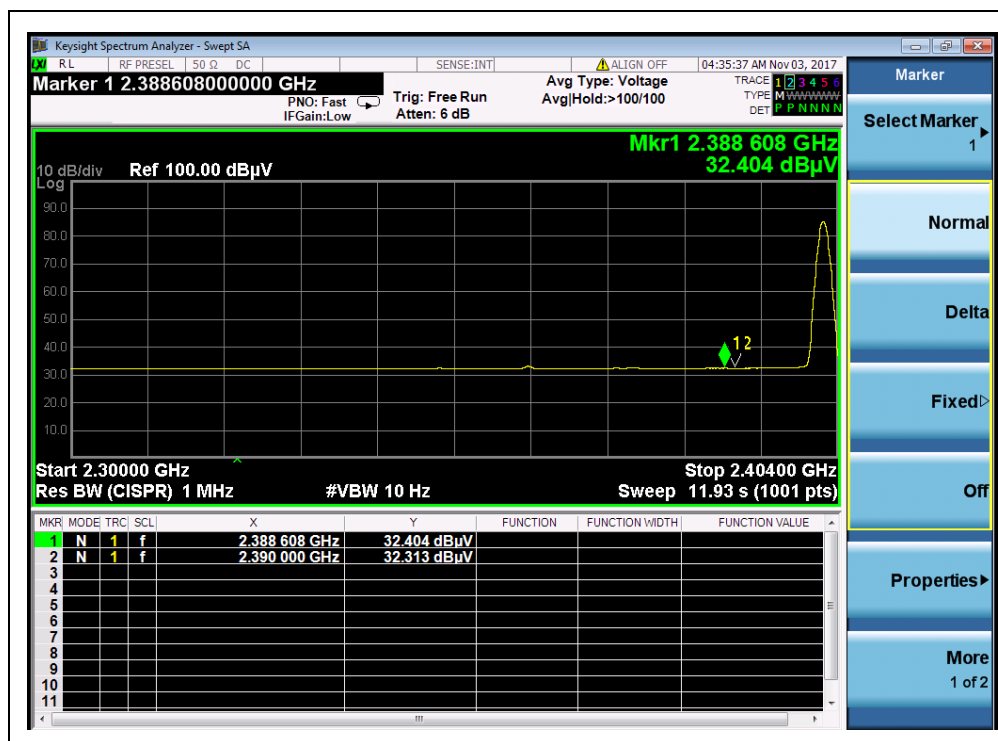 Keysight Spectrum Analyzer - Swept SA
LXI RL RF PRESEL 50 Ω DC SENSE:INT ALIGN OFF 04:35:37 AM Nov 03, 2017
Marker 1 2.388608000000 GHz
PNO: Fast
IFGain:Low
Trig: Free Run
Atten: 6 dB
Avg Type: Voltage
Avg|Hold:>100/100
TRACE 1 2 3 4 5 6
TYPE M W W W W W
DET P P N N N N
Mkr1 2.388 608 GHz
32.404 dBµV
10 dB/div Ref 100.00 dBµV
Log
90.0
80.0
70.0
60.0
50.0
40.0
30.0
20.0
10.0
1 2
Start 2.30000 GHz Stop 2.40400 GHz
Res BW (CISPR) 1 MHz #VBW 10 Hz Sweep 11.93 s (1001 pts)
MKR MODE TRC SCL X Y FUNCTION FUNCTION WIDTH FUNCTION VALUE
1 N 1 f 2.388 608 GHz 32.404 dBµV
2 N 1 f 2.390 000 GHz 32.313 dBµV
3
4
5
6
7
8
9
10
11
Marker
Select Marker
1
Normal
Delta
Fixed
Off
Properties
More
1 of 2